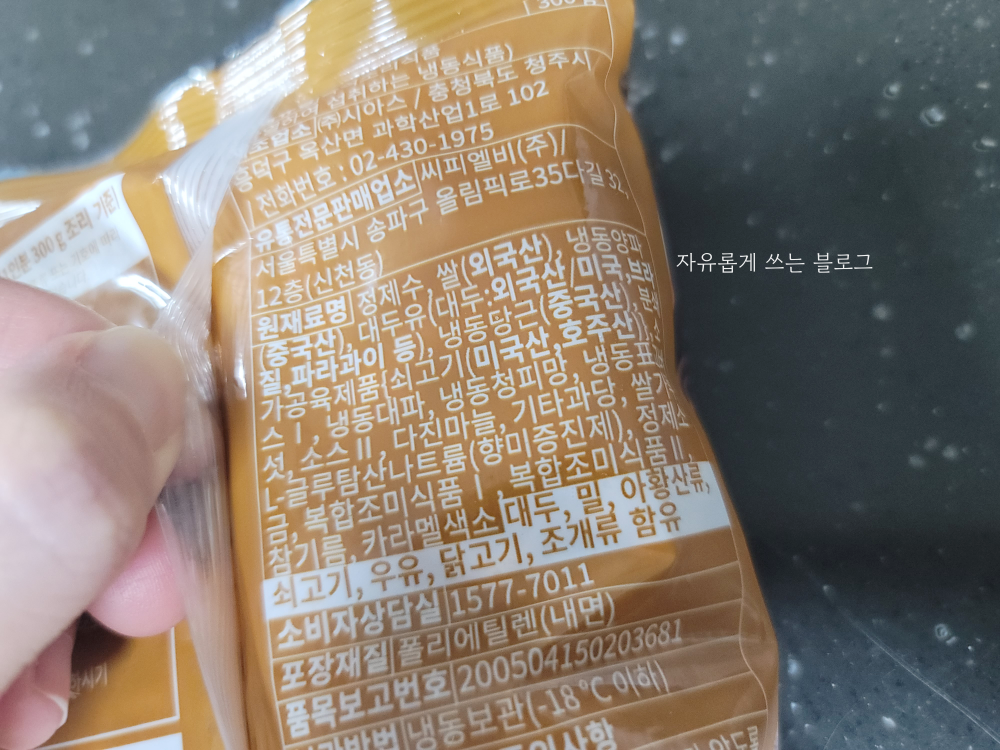 300 g
섭취하는 냉동식품)
(주)시아스 / 충청북도 청주시
흥덕구 옥산면 과학산업1로 102
/ 전화번호 : 02-430-1975
유통전문판매업소 씨피엘비(주)/
서울특별시 송파구 올림픽로35다길 32,
12층(신천동)
원재료명 정제수, 쌀(외국산), 냉동양파
(중국산), 대두유(대두:외국산/미국,브라
질,파라과이 등), 냉동당근(중국산),
가공육제품{쇠고기(미국산,호주산)},
스Ⅰ, 냉동대파, 냉동청피망, 냉동표
섯, 소스Ⅱ, 다진마늘, 기타과당, 쌀가
L-글루탐산나트륨(향미증진제), 정제소
금, 복합조미식품Ⅰ, 복합조미식품Ⅱ,
참기름, 카라멜색소 대두, 밀, 아황산류,
쇠고기, 우유, 닭고기, 조개류 함유
소비자상담실 1577-7011
포장재질 폴리에틸렌(내면)
품목보고번호 200504150203681
냉동보관(-18℃ 이하)
300 g 조리 기준
자유롭게 쓰는 블로그